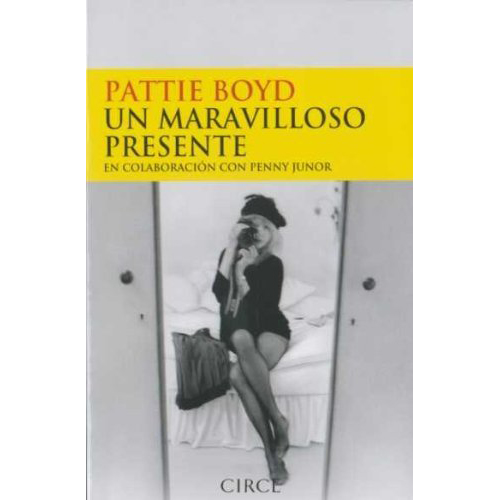 PATTIE BOYD
UN MARAVILLOSO
PRESENTE
EN COLABORACIÓN CON PENNY JUNOR
CIRCE